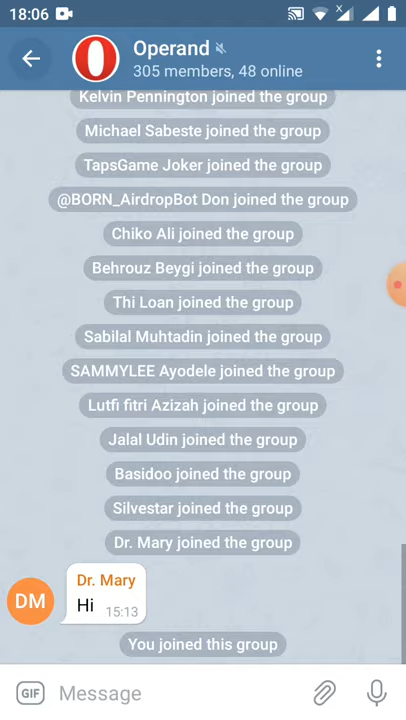 18:06
Operand
305 members, 48 online
Kelvin Pennington joined the group
Michael Sabeste joined the group
TapsGame Joker joined the group
@BORN_AirdropBot Don joined the group
Chiko Ali joined the group
Behrouz Beygi joined the group
Thi Loan joined the group
Sabilal Muhtadin joined the group
SAMMYLEE Ayodele joined the group
Lutfi fitri Azizah joined the group
Jalal Udin joined the group
Basidoo joined the group
Silvestar joined the group
Dr. Mary joined the group
Dr. Mary
DM
Hi 15:13
You joined this group
GIF Message